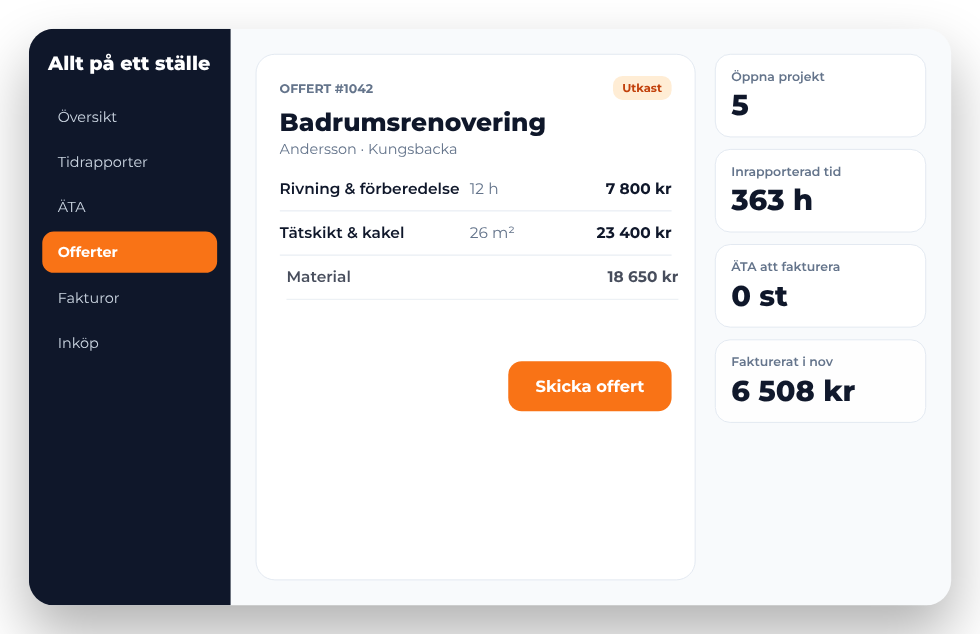 Allt på ett ställe
Översikt
Tidrapporter
ÄTA
Offerter
Fakturor
Inköp
OFFERT #1042
Utkast
Badrumsrenovering
Andersson · Kungsbacka
Rivning & förberedelse 12 h 7 800 kr
Tätskikt & kakel 26 m² 23 400 kr
Material 18 650 kr
Skicka offert
Öppna projekt
5
Inrapporterad tid
363 h
ÄTA att fakturera
0 st
Fakturerat i nov
6 508 kr